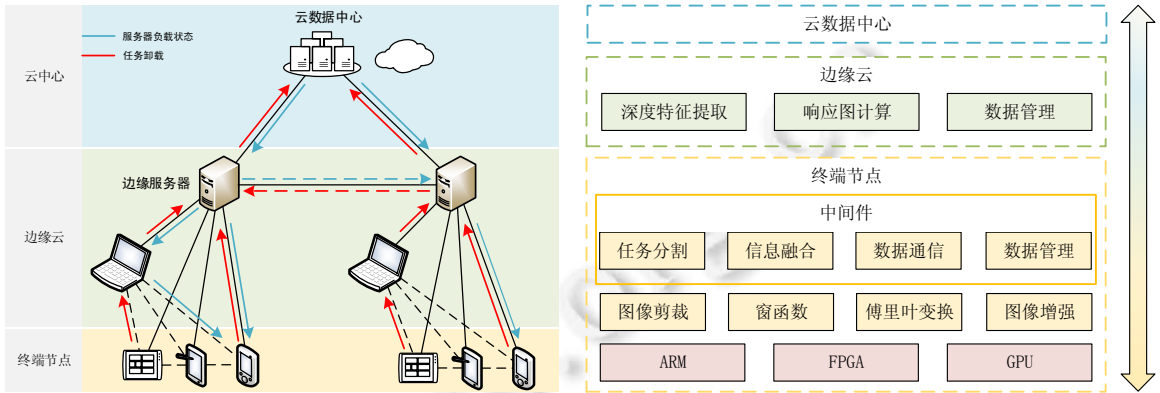 云中心
边缘云
终端节点
服务器负载状态
任务卸载
云数据中心
边缘服务器
云数据中心
边缘云
深度特征提取
响应图计算
数据管理
终端节点
中间件
任务分割
信息融合
数据通信
数据管理
图像剪裁
窗函数
傅里叶变换
图像增强
ARM
FPGA
GPU